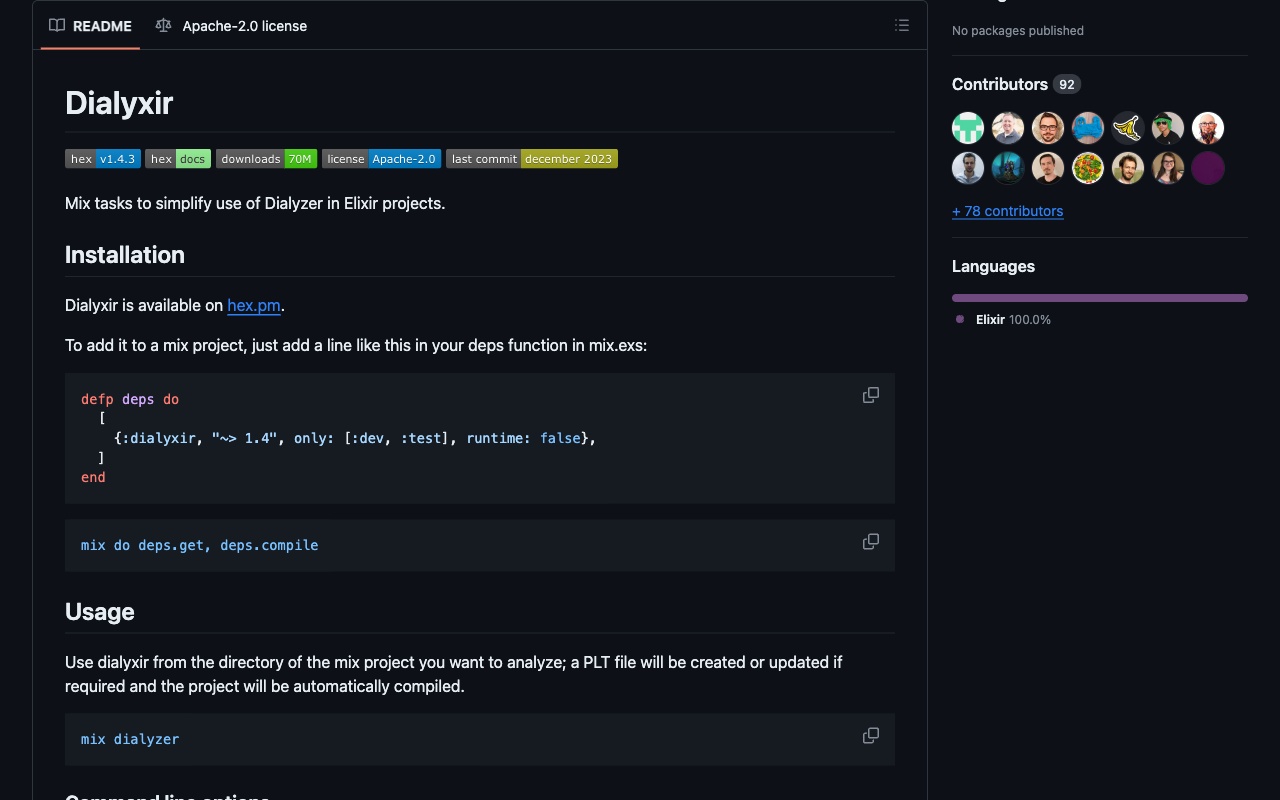 README
Apache-2.0 license
Dialyxir
hex v1.4.3 hex docs downloads 70M license Apache-2.0 last commit december 2023
Mix tasks to simplify use of Dialyzer in Elixir projects.
Installation
Dialyxir is available on hex.pm.
To add it to a mix project, just add a line like this in your deps function in mix.exs:
defp deps do
  [
    {:dialyxir, "~> 1.4", only: [:dev, :test], runtime: false},
  ]
end
mix do deps.get, deps.compile
Usage
Use dialyxir from the directory of the mix project you want to analyze; a PLT file will be created or updated if
required and the project will be automatically compiled.
mix dialyzer
Command line options
No packages published
Contributors 92
+ 78 contributors
Languages
Elixir 100.0%